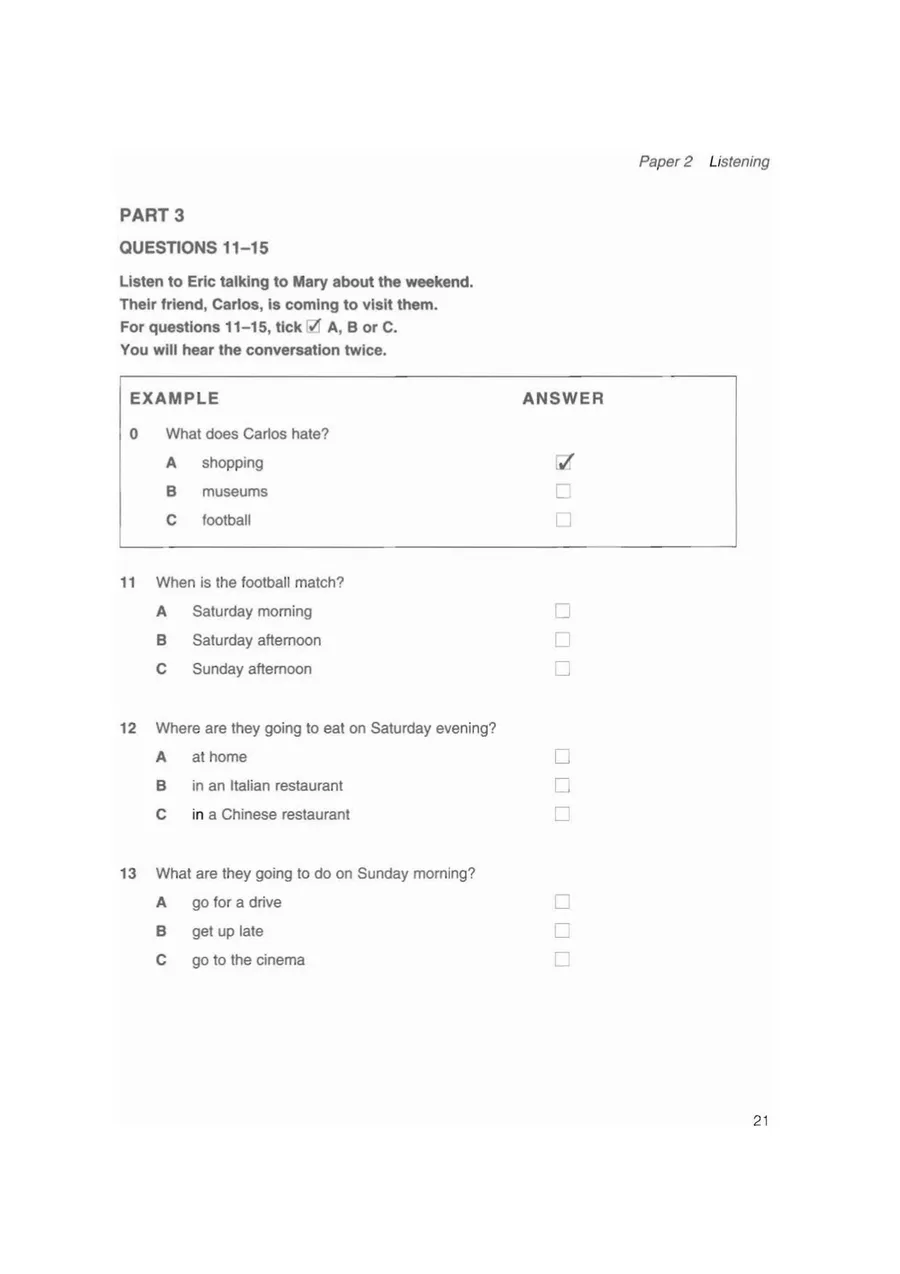 Paper 2 Listening
PART 3
QUESTIONS 11–15
Listen to Eric talking to Mary about the weekend.
Their friend, Carlos, is coming to visit them.
For questions 11–15, tick ☑ A, B or C.
You will hear the conversation twice.
EXAMPLE ANSWER
0 What does Carlos hate?
A shopping ☑
B museums ☐
C football ☐
11 When is the football match?
A Saturday morning ☐
B Saturday afternoon ☐
C Sunday afternoon ☐
12 Where are they going to eat on Saturday evening?
A at home ☐
B in an Italian restaurant ☐
C in a Chinese restaurant ☐
13 What are they going to do on Sunday morning?
A go for a drive ☐
B get up late ☐
C go to the cinema ☐
21